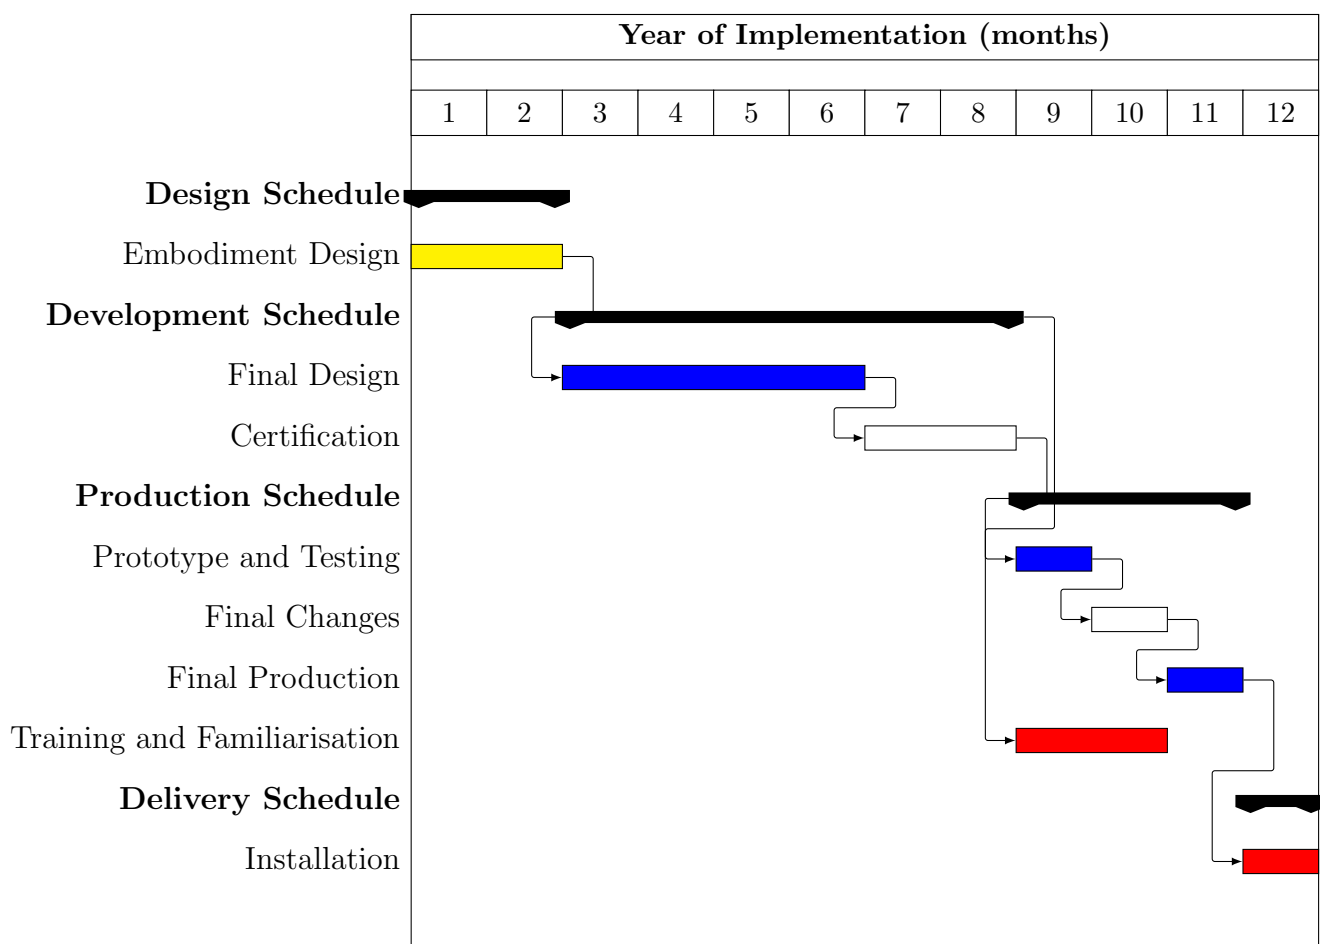 Year of Implementation (months)
1 2 3 4 5 6 7 8 9 10 11 12
Design Schedule
Embodiment Design
Development Schedule
Final Design
Certification
Production Schedule
Prototype and Testing
Final Changes
Final Production
Training and Familiarisation
Delivery Schedule
Installation